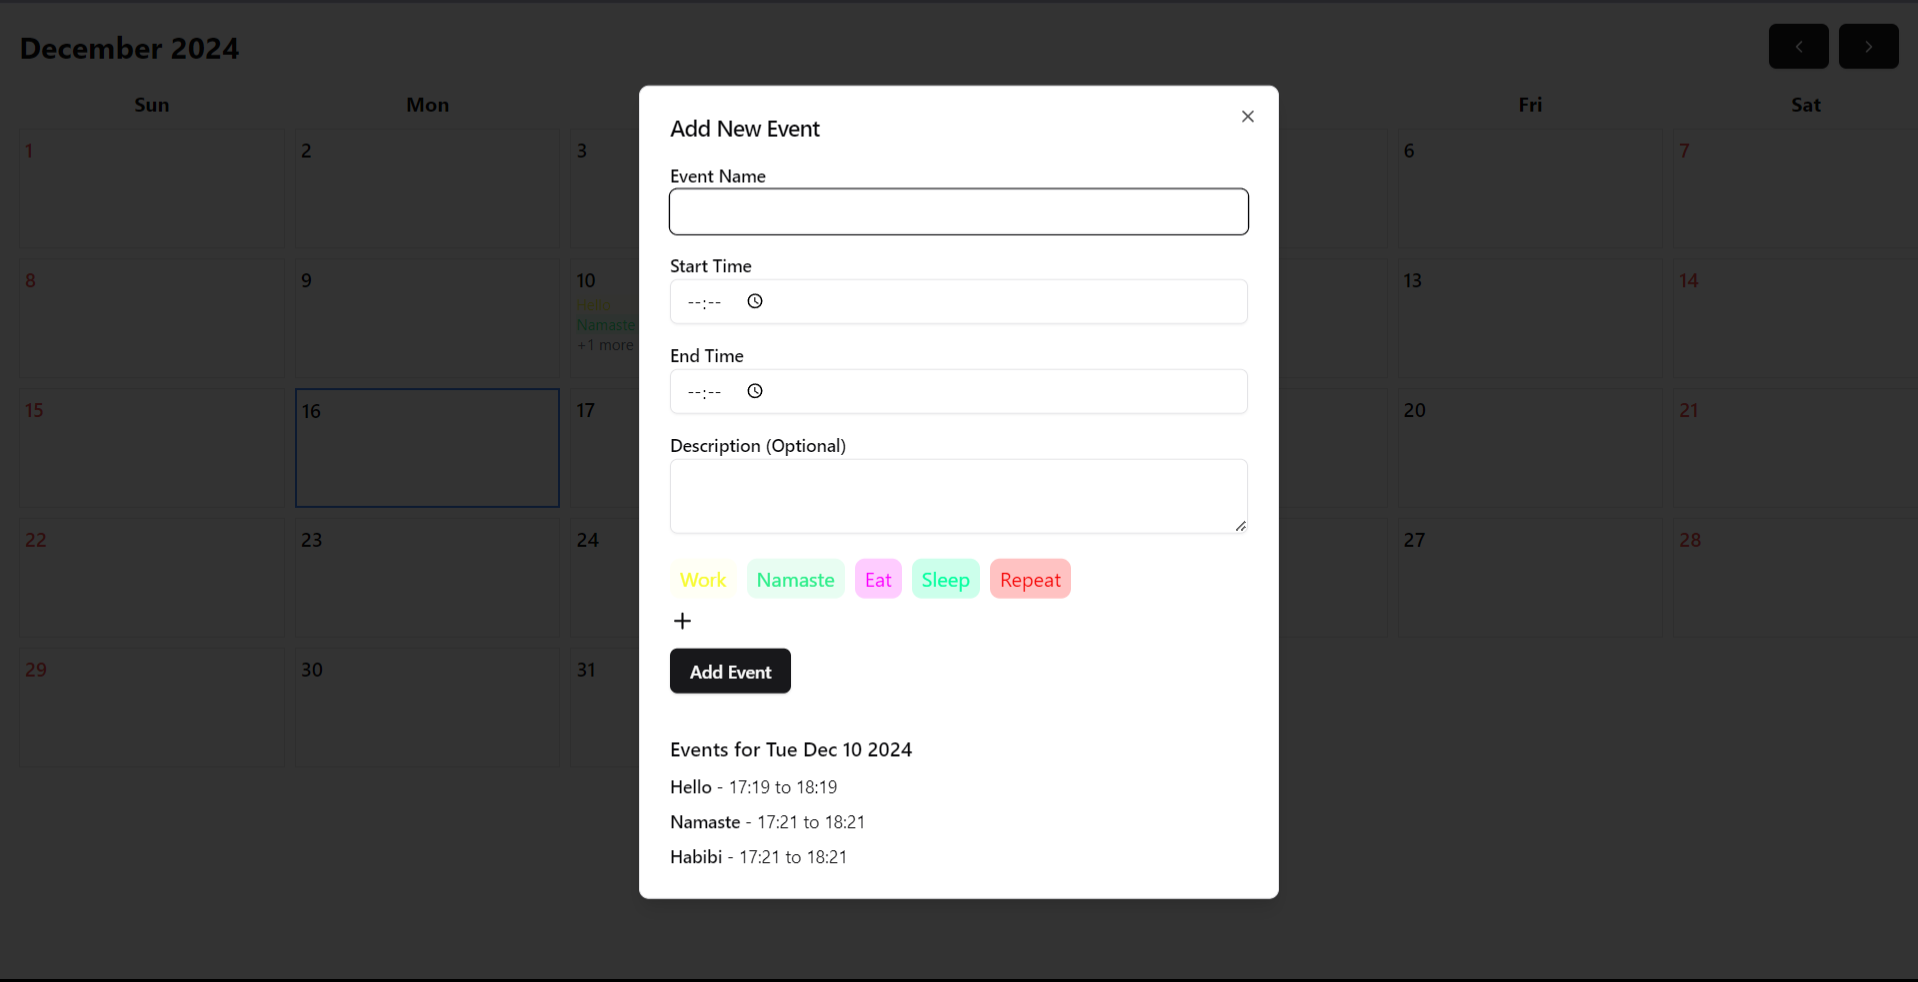 December 2024
Sun Mon Fri Sat
1 2 3 6 7
8 9 10 13 14
Hello
Namaste
+1 more
15 16 17 20 21
22 23 24 27 28
29 30 31
Add New Event
Event Name
Start Time
--:--
End Time
--:--
Description (Optional)
Work Namaste Eat Sleep Repeat
+
Add Event
Events for Tue Dec 10 2024
Hello - 17:19 to 18:19
Namaste - 17:21 to 18:21
Habibi - 17:21 to 18:21